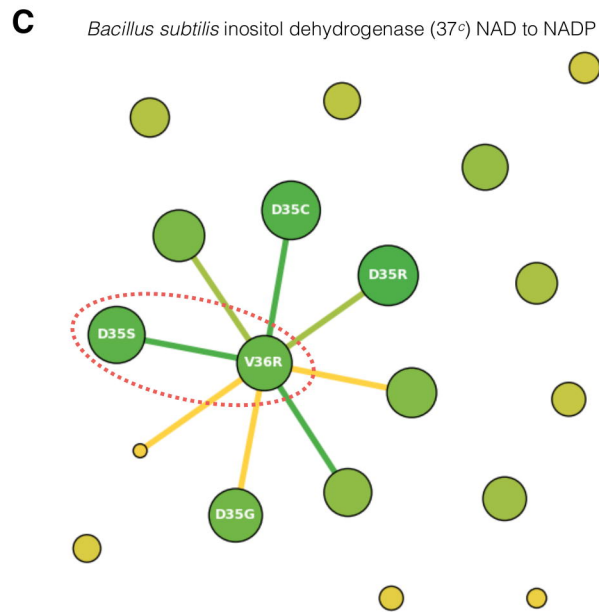 C
Bacillus subtilis inositol dehydrogenase (37ᶜ) NAD to NADP
D35C
D35R
D35S
V36R
D35G